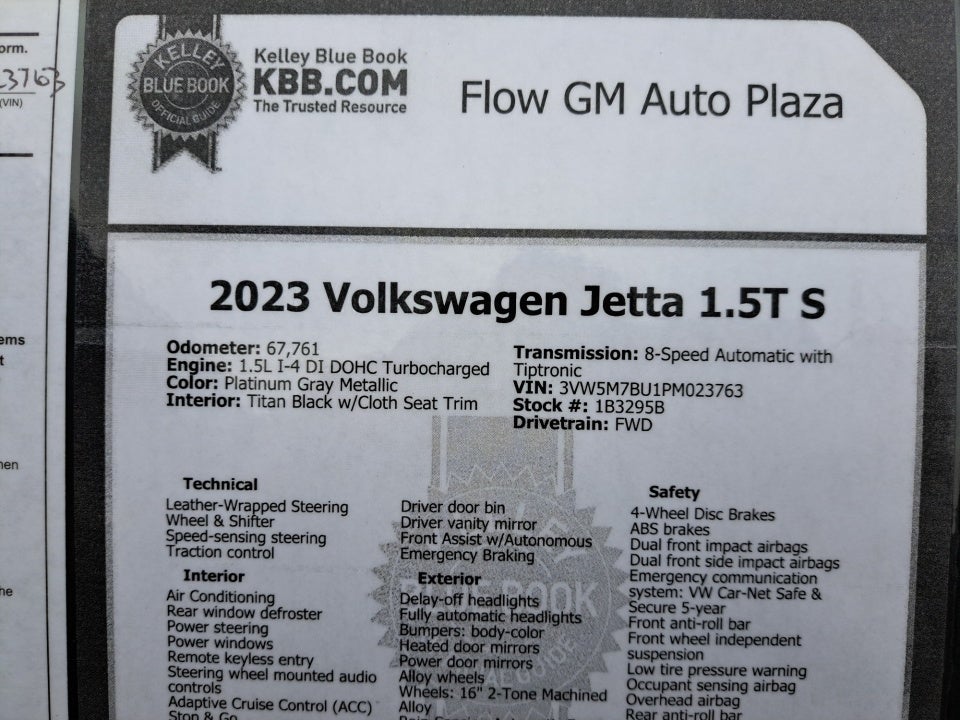 orm.
23763
(VIN)
ems
t
hen
he
KELLEY
BLUE BOOK
OFFICIAL GUIDE
Kelley Blue Book
KBB.COM
The Trusted Resource
Flow GM Auto Plaza
2023 Volkswagen Jetta 1.5T S
Odometer: 67,761
Engine: 1.5L I-4 DI DOHC Turbocharged
Color: Platinum Gray Metallic
Interior: Titan Black w/Cloth Seat Trim
Transmission: 8-Speed Automatic with
Tiptronic
VIN: 3VW5M7BU1PM023763
Stock #: 1B3295B
Drivetrain: FWD
Technical
Leather-Wrapped Steering
Wheel & Shifter
Speed-sensing steering
Traction control
Interior
Air Conditioning
Rear window defroster
Power steering
Power windows
Remote keyless entry
Steering wheel mounted audio
controls
Adaptive Cruise Control (ACC)
Stop & Go
Driver door bin
Driver vanity mirror
Front Assist w/Autonomous
Emergency Braking
Exterior
Delay-off headlights
Fully automatic headlights
Bumpers: body-color
Heated door mirrors
Power door mirrors
Alloy wheels
Wheels: 16" 2-Tone Machined
Alloy
Safety
4-Wheel Disc Brakes
ABS brakes
Dual front impact airbags
Dual front side impact airbags
Emergency communication
system: VW Car-Net Safe &
Secure 5-year
Front anti-roll bar
Front wheel independent
suspension
Low tire pressure warning
Occupant sensing airbag
Overhead airbag
Rear anti-roll bar
BLUE BOOK